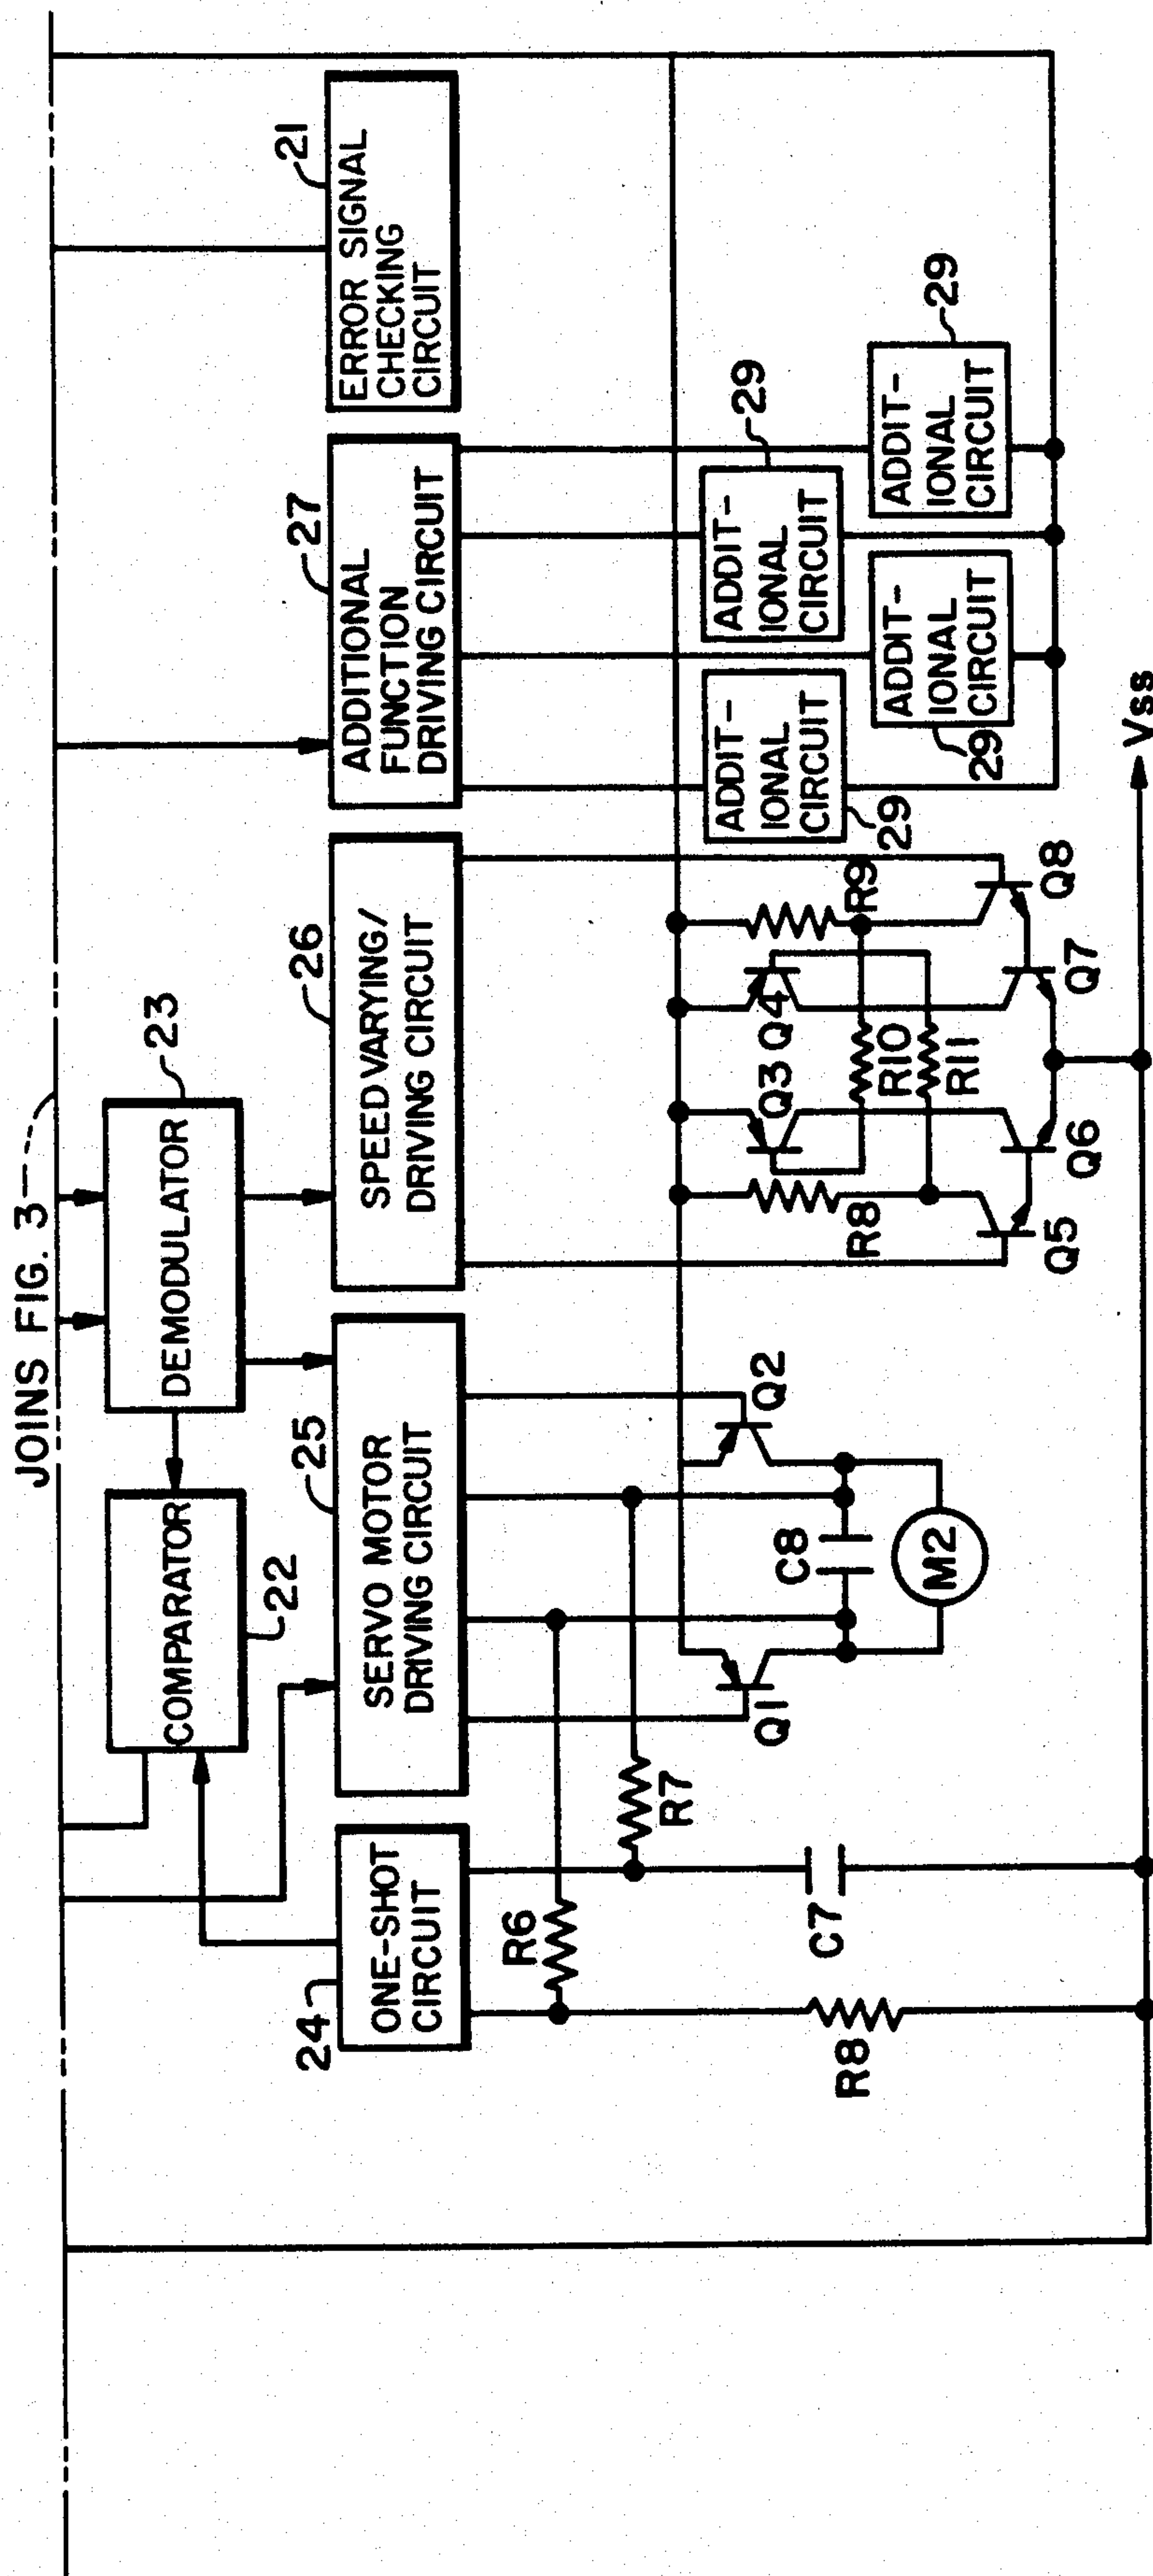 JOINS FIG. 3
COMPARATOR
22
DEMODULATOR
23
24
ONE-SHOT
CIRCUIT
25
SERVO MOTOR
DRIVING CIRCUIT
26
SPEED VARYING/
DRIVING CIRCUIT
27
ADDITIONAL
FUNCTION
DRIVING CIRCUIT
21
ERROR SIGNAL
CHECKING
CIRCUIT
R6
R7
R8
C7
Q1
Q2
C8
M2
R8
Q3
Q4
R9
R10
R11
Q5
Q6
Q7
Q8
ADDIT-
IONAL
CIRCUIT
29
ADDIT-
IONAL
CIRCUIT
29
ADDIT-
IONAL
CIRCUIT
29
ADDIT-
IONAL
CIRCUIT
29
Vss